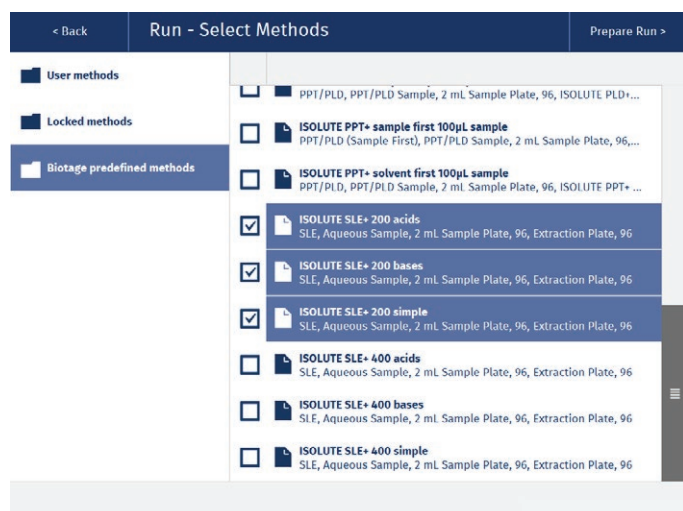 < Back
Run - Select Methods
Prepare Run >
User methods
Locked methods
Biotage predefined methods
PPT/PLD, PPT/PLD Sample, 2 mL Sample Plate, 96, ISOLUTE PLD+...
ISOLUTE PPT+ sample first 100µL sample
PPT/PLD (Sample First), PPT/PLD Sample, 2 mL Sample Plate, 96,...
ISOLUTE PPT+ solvent first 100µL sample
PPT/PLD, PPT/PLD Sample, 2 mL Sample Plate, 96, ISOLUTE PPT+ ...
ISOLUTE SLE+ 200 acids
SLE, Aqueous Sample, 2 mL Sample Plate, 96, Extraction Plate, 96
ISOLUTE SLE+ 200 bases
SLE, Aqueous Sample, 2 mL Sample Plate, 96, Extraction Plate, 96
ISOLUTE SLE+ 200 simple
SLE, Aqueous Sample, 2 mL Sample Plate, 96, Extraction Plate, 96
ISOLUTE SLE+ 400 acids
SLE, Aqueous Sample, 2 mL Sample Plate, 96, Extraction Plate, 96
ISOLUTE SLE+ 400 bases
SLE, Aqueous Sample, 2 mL Sample Plate, 96, Extraction Plate, 96
ISOLUTE SLE+ 400 simple
SLE, Aqueous Sample, 2 mL Sample Plate, 96, Extraction Plate, 96